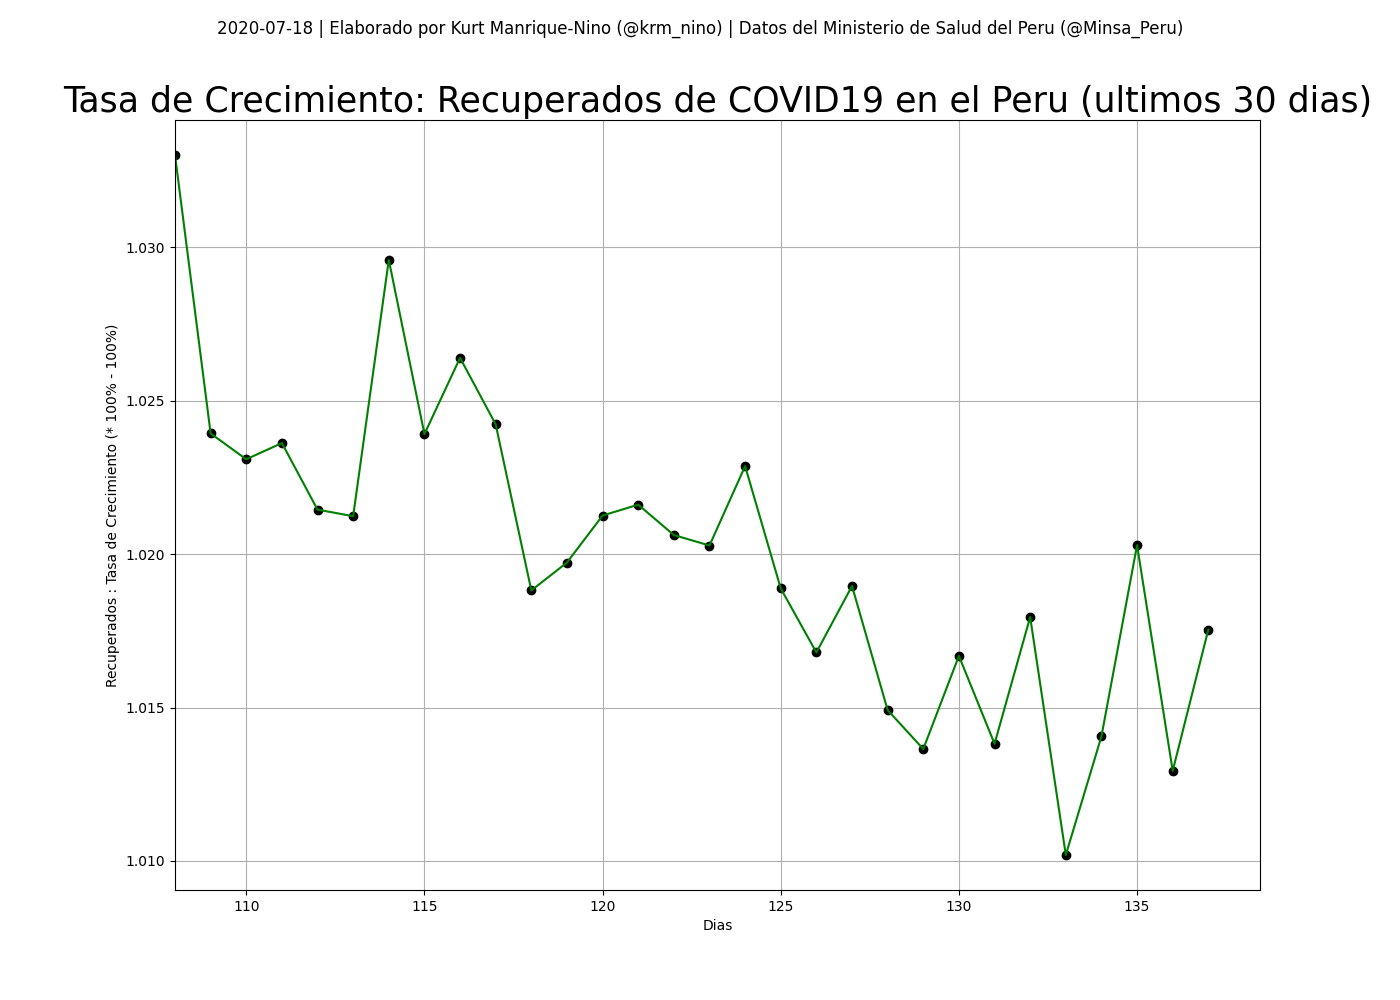 2020-07-18 | Elaborado por Kurt Manrique-Nino (@krm_nino) | Datos del Ministerio de Salud del Peru (@Minsa_Peru)
Tasa de Crecimiento: Recuperados de COVID19 en el Peru (ultimos 30 dias)
Recuperados : Tasa de Crecimiento (* 100% - 100%)
1.030
1.025
1.020
1.015
1.010
110 115 120 125 130 135
Dias